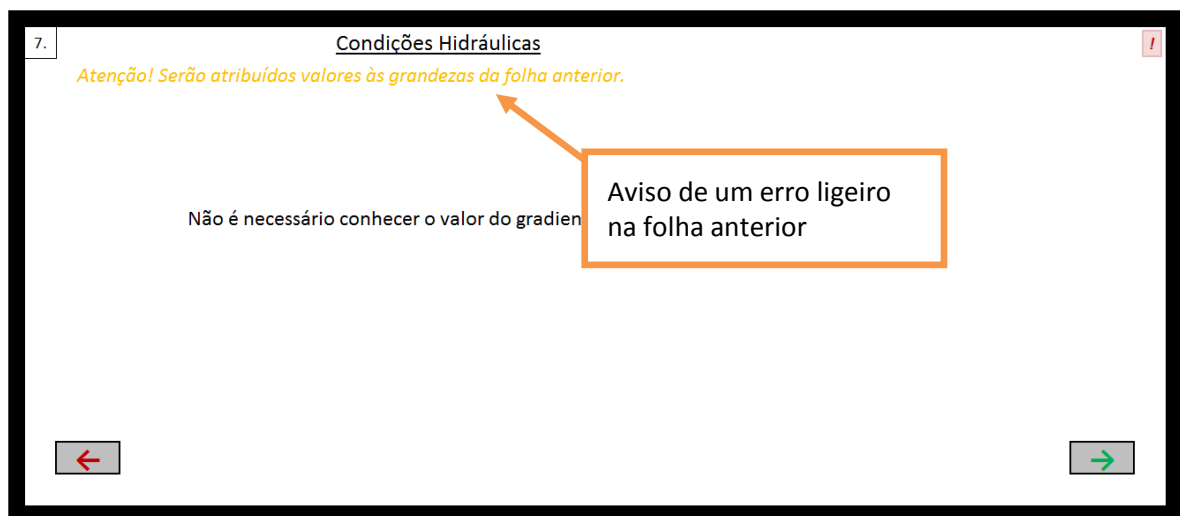 7.
Condições Hidráulicas
!
Atenção! Serão atribuídos valores às grandezas da folha anterior.
Aviso de um erro ligeiro
na folha anterior
Não é necessário conhecer o valor do gradien